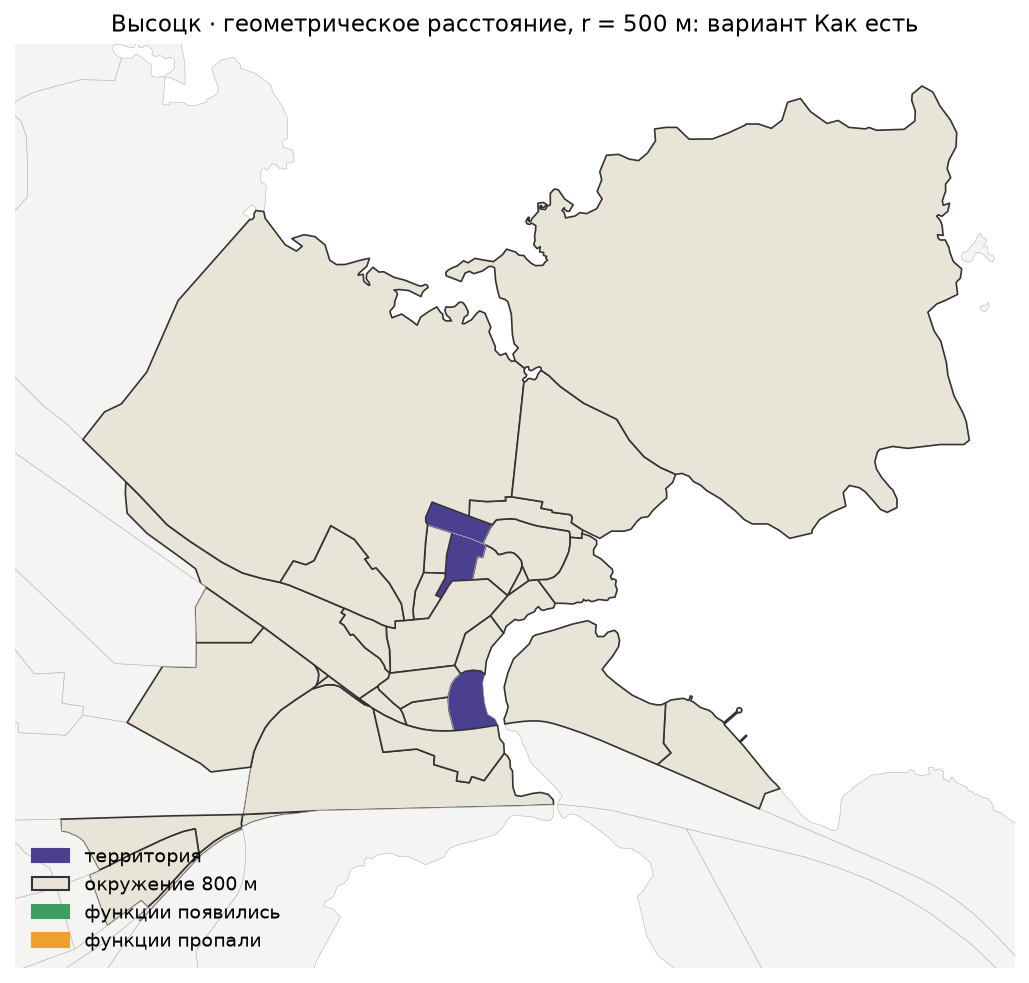 Высоцк · геометрическое расстояние, r = 500 м: вариант Как есть
территория
окружение 800 м
функции появились
функции пропали